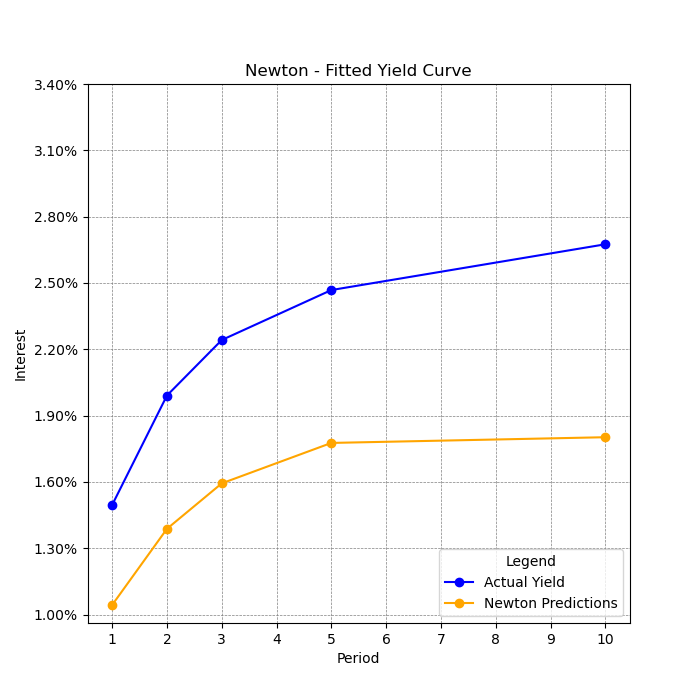 Newton - Fitted Yield Curve
3.40%
3.10%
2.80%
2.50%
2.20%
1.90%
1.60%
1.30%
1.00%
Interest
1 2 3 4 5 6 7 8 9 10
Period
Legend
Actual Yield
Newton Predictions